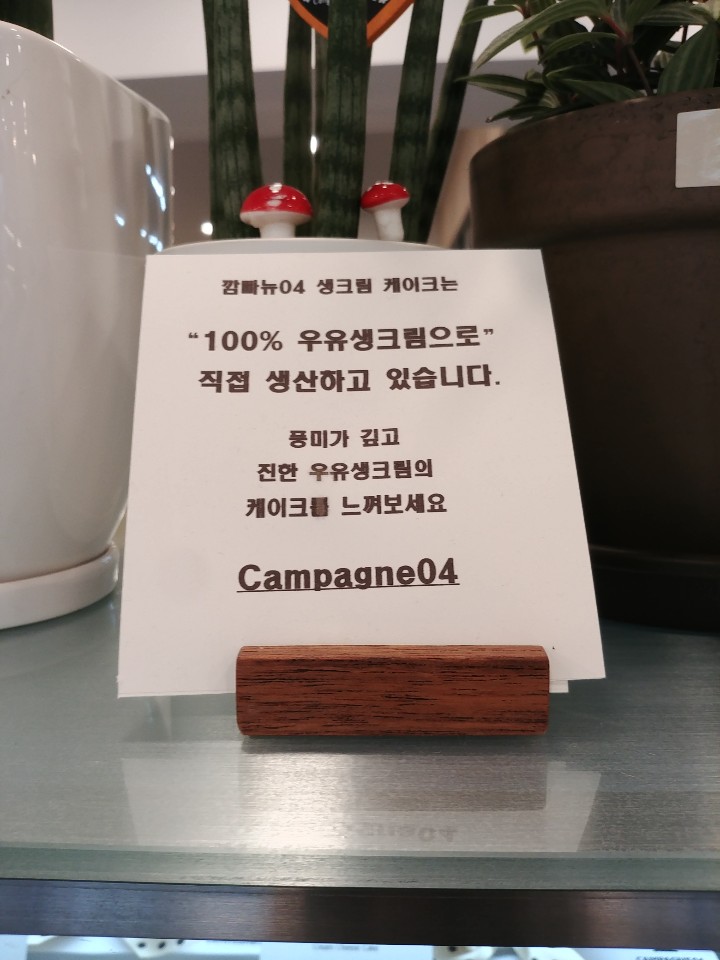 깜빠뉴04 생크림 케이크는
“100% 우유생크림으로”
직접 생산하고 있습니다.
풍미가 깊고
진한 우유생크림의
케이크를 느껴보세요
Campagne04